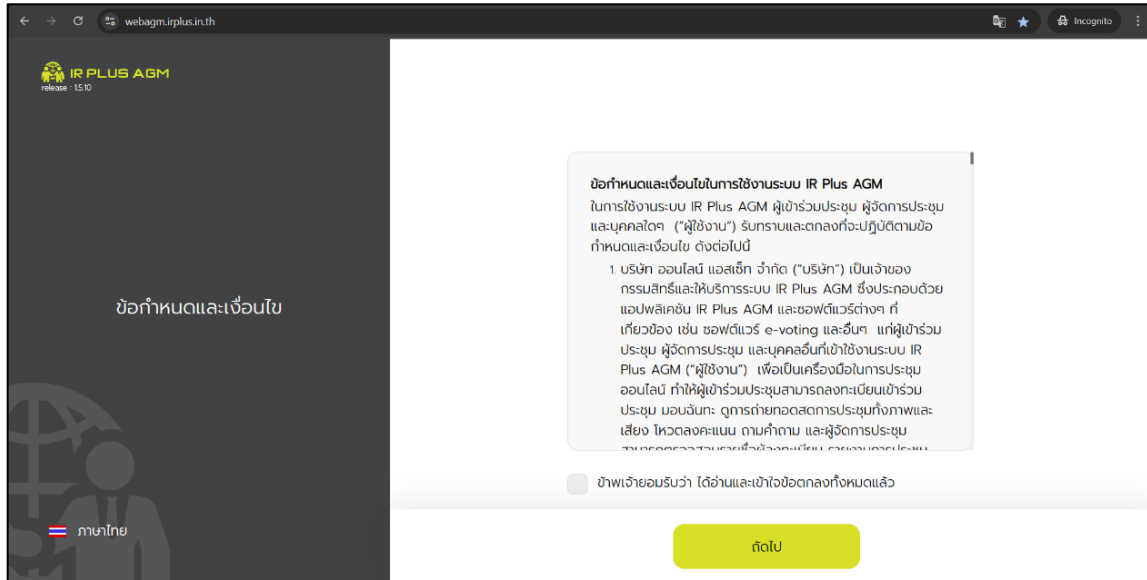 webagm.irplus.in.th
Incognito
IR PLUS AGM
release : 1.5.10
ข้อกำหนดและเงื่อนไข
ภาษาไทย
ข้อกำหนดและเงื่อนไขในการใช้งานระบบ IR Plus AGM
ในการใช้งานระบบ IR Plus AGM ผู้เข้าร่วมประชุม ผู้จัดการประชุม
และบุคคลใดๆ ("ผู้ใช้งาน") รับทราบและตกลงที่จะปฏิบัติตามข้อ
กำหนดและเงื่อนไข ดังต่อไปนี้
1. บริษัท ออนไลน์ แอสเซ็ท จำกัด ("บริษัท") เป็นเจ้าของ
กรรมสิทธิ์และให้บริการระบบ IR Plus AGM ซึ่งประกอบด้วย
แอปพลิเคชัน IR Plus AGM และซอฟต์แวร์ต่างๆ ที่
เกี่ยวข้อง เช่น ซอฟต์แวร์ e-voting และอื่นๆ แก่ผู้เข้าร่วม
ประชุม ผู้จัดการประชุม และบุคคลอื่นที่เข้าใช้งานระบบ IR
Plus AGM ("ผู้ใช้งาน") เพื่อเป็นเครื่องมือในการประชุม
ออนไลน์ ทำให้ผู้เข้าร่วมประชุมสามารถลงทะเบียนเข้าร่วม
ประชุม มอบฉันทะ ดูการถ่ายทอดสดการประชุมทั้งภาพและ
เสียง โหวตลงคะแนน ถามคำถาม และผู้จัดการประชุม
ข้าพเจ้ายอมรับว่า ได้อ่านและเข้าใจข้อตกลงทั้งหมดแล้ว
ถัดไป